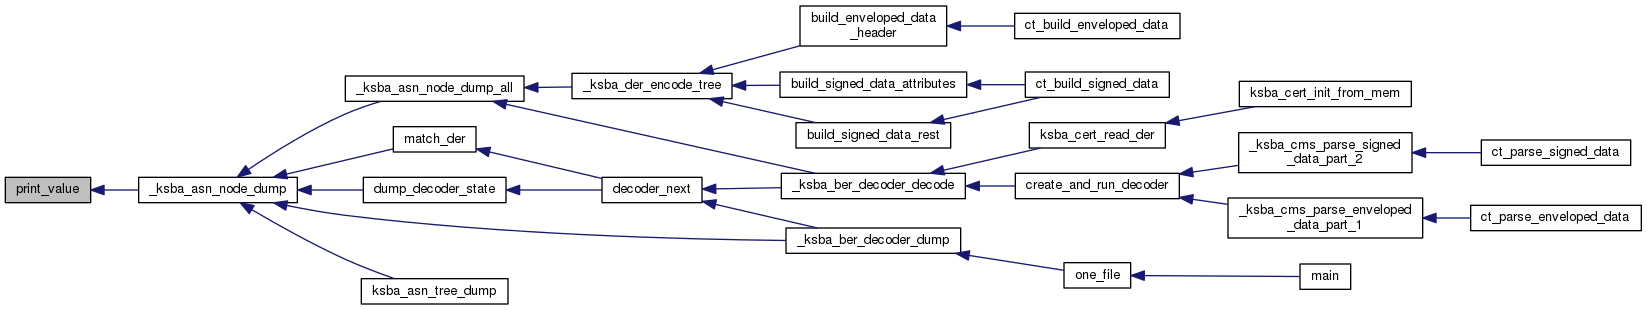 build_enveloped_data
_header
ct_build_enveloped_data
_ksba_asn_node_dump_all
_ksba_der_encode_tree
build_signed_data_attributes
ct_build_signed_data
ksba_cert_init_from_mem
match_der
build_signed_data_rest
ksba_cert_read_der
_ksba_cms_parse_signed
_data_part_2
ct_parse_signed_data
print_value
_ksba_asn_node_dump
dump_decoder_state
decoder_next
_ksba_ber_decoder_decode
create_and_run_decoder
_ksba_cms_parse_enveloped
_data_part_1
ct_parse_enveloped_data
_ksba_ber_decoder_dump
one_file
main
ksba_asn_tree_dump